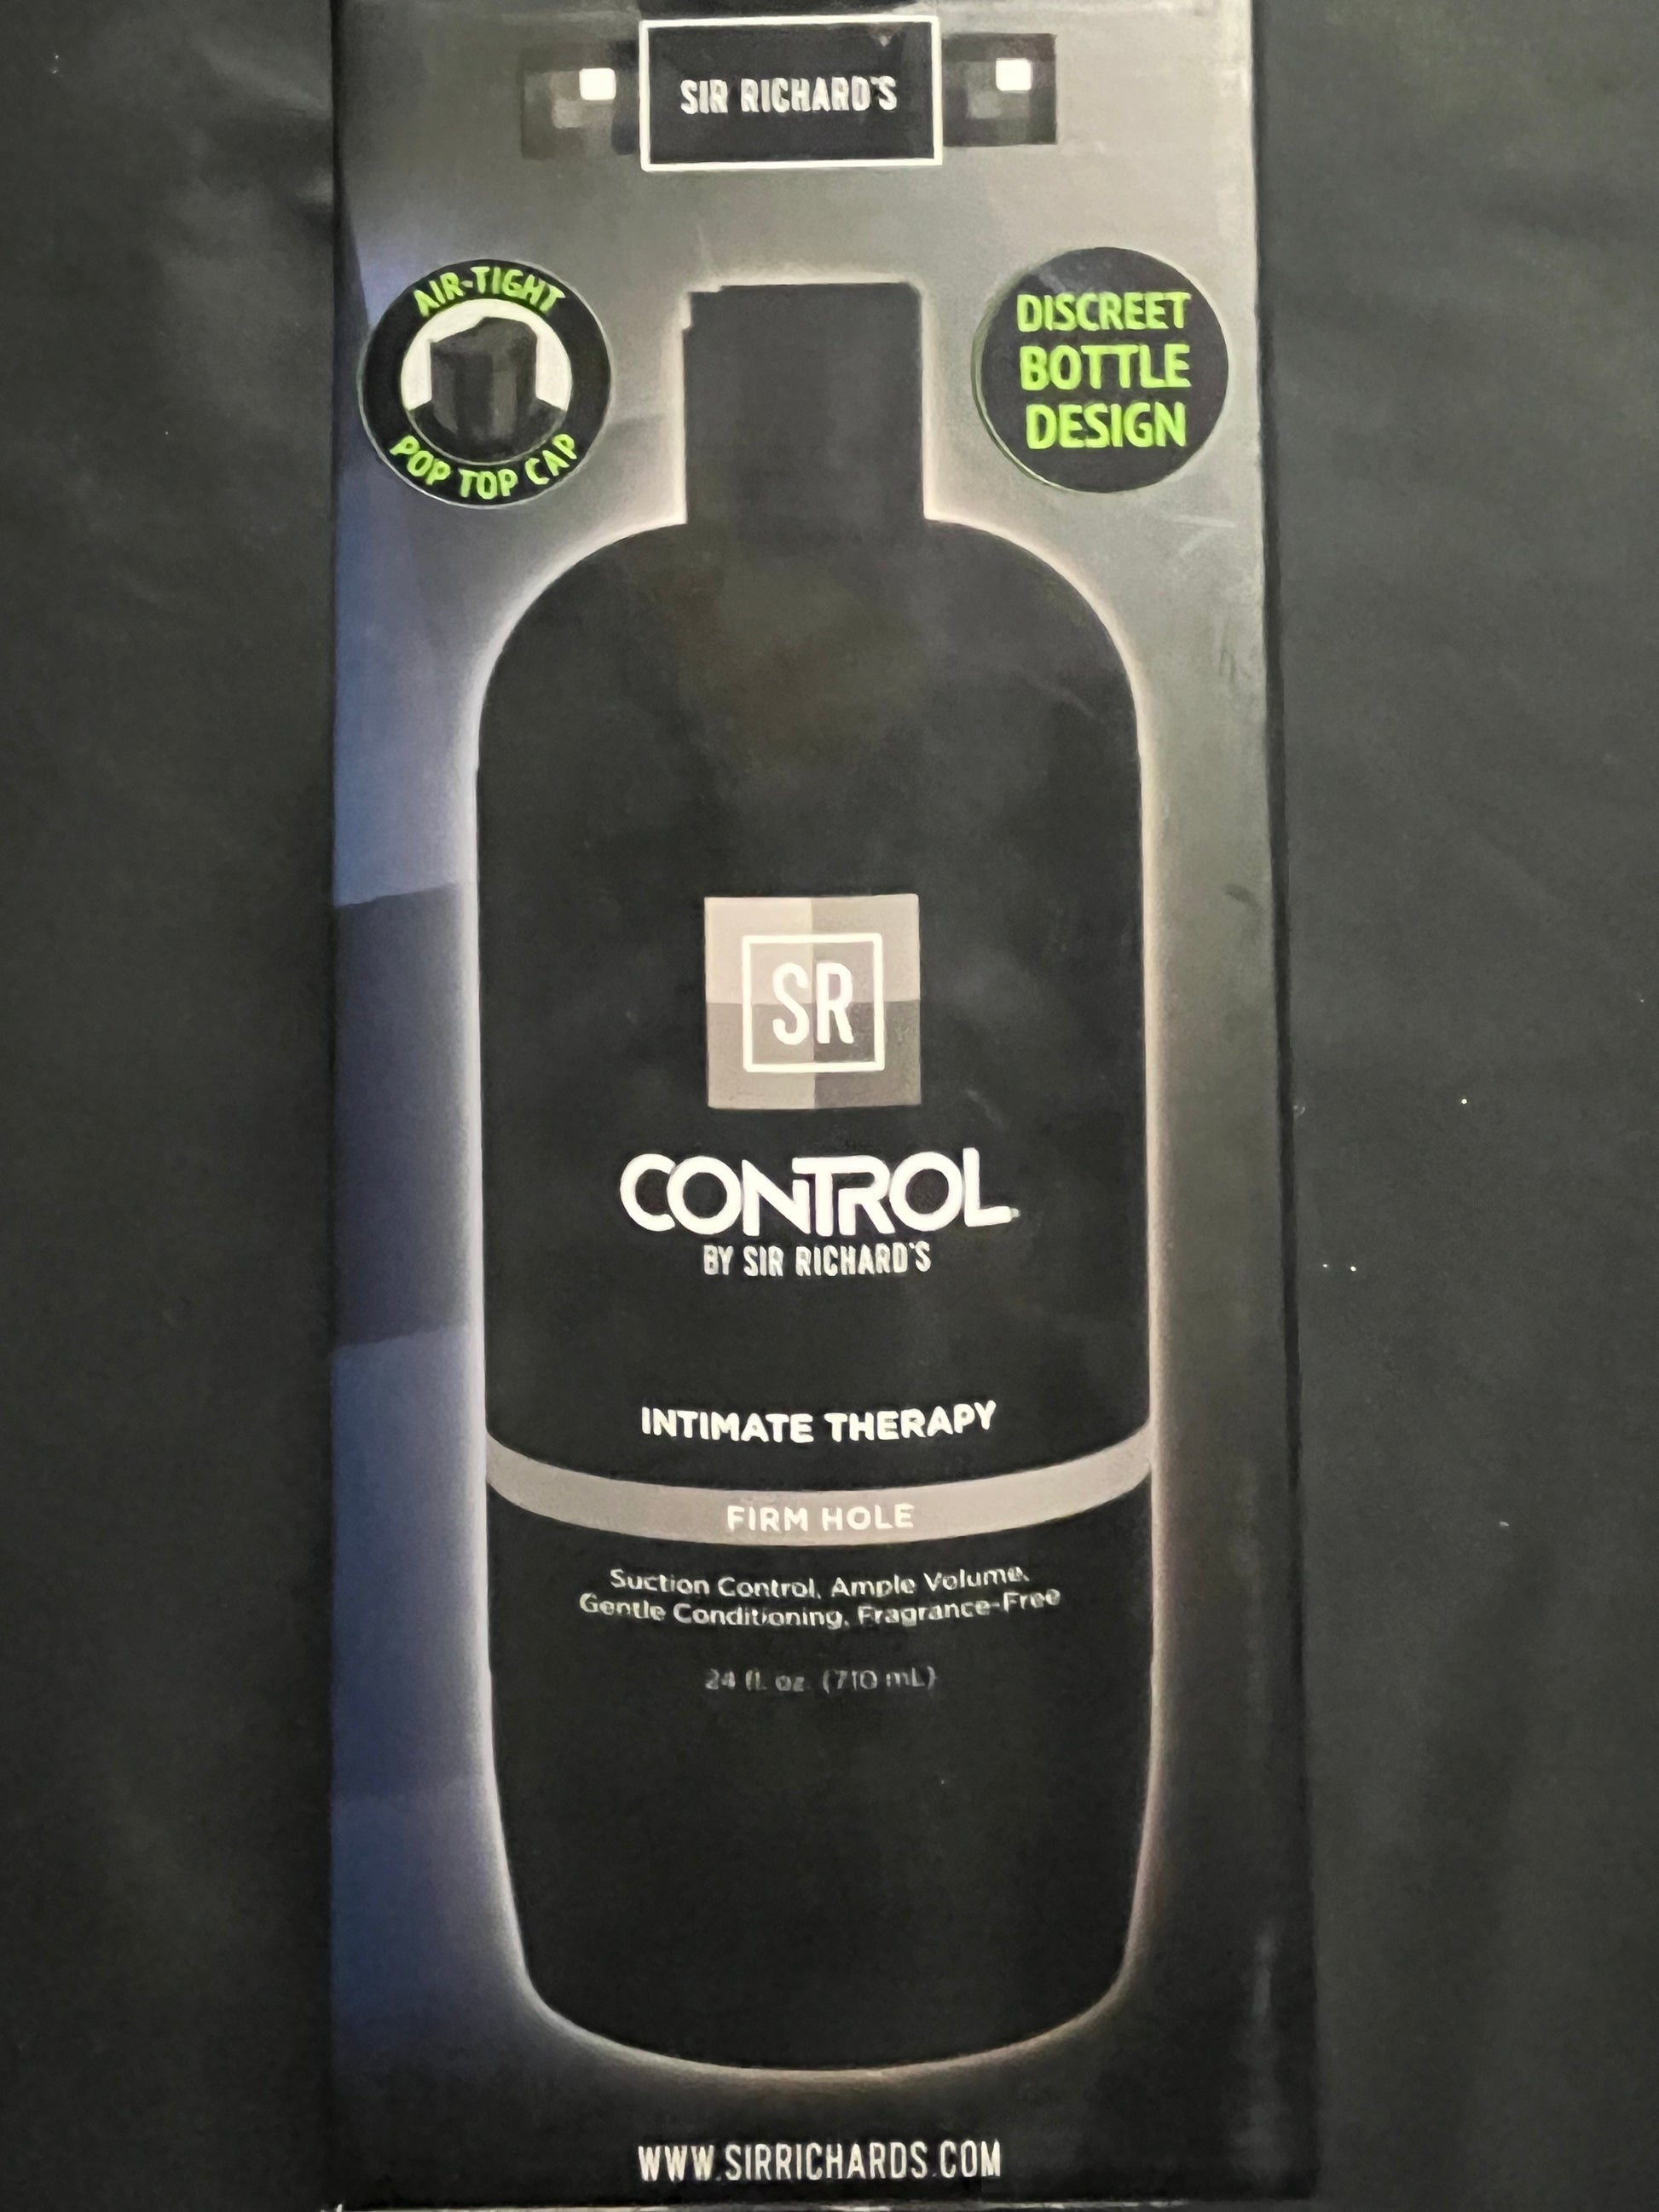 SIR RICHARD'S
AIR-TIGHT
POP TOP CAP
DISCREET
BOTTLE
DESIGN
SR
CONTROL
BY SIR RICHARD'S
INTIMATE THERAPY
FIRM HOLE
Suction Control, Ample Volume,
Gentle Conditioning, Fragrance-Free
24 fl. oz. (710 mL)
WWW.SIRRICHARDS.COM